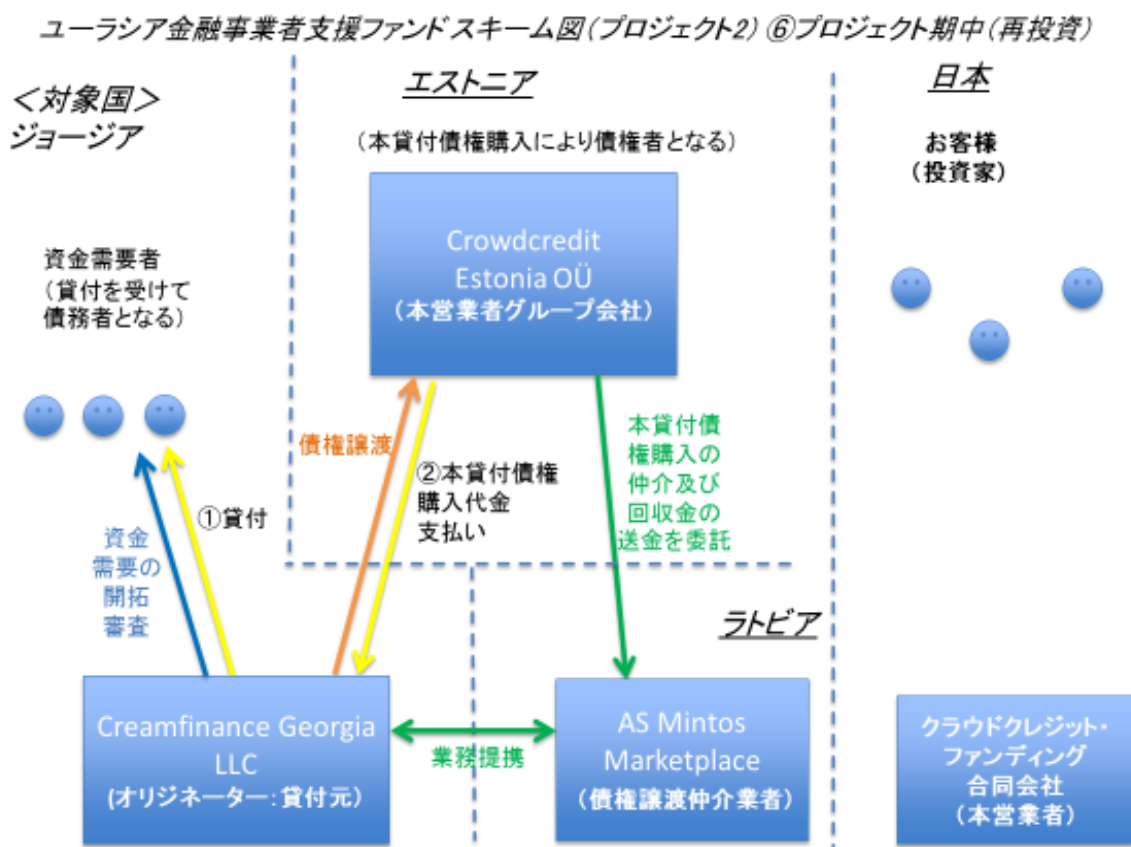 ユーラシア金融事業者支援ファンドスキーム図(プロジェクト2) ⑥プロジェクト期中(再投資)
＜対象国＞
ジョージア
エストニア
日本
(本貸付債権購入により債権者となる)
お客様
(投資家)
Crowdcredit
Estonia OÜ
(本営業者グループ会社)
資金需要者
(貸付を受けて
債務者となる)
債権譲渡
②本貸付債権
購入代金
支払い
本貸付債
権購入の
仲介及び
回収金の
送金を委託
①貸付
資金
需要の
開拓
審査
ラトビア
Creamfinance Georgia
LLC
(オリジネーター：貸付元)
業務提携
AS Mintos
Marketplace
(債権譲渡仲介業者)
クラウドクレジット・
ファンディング
合同会社
(本営業者)